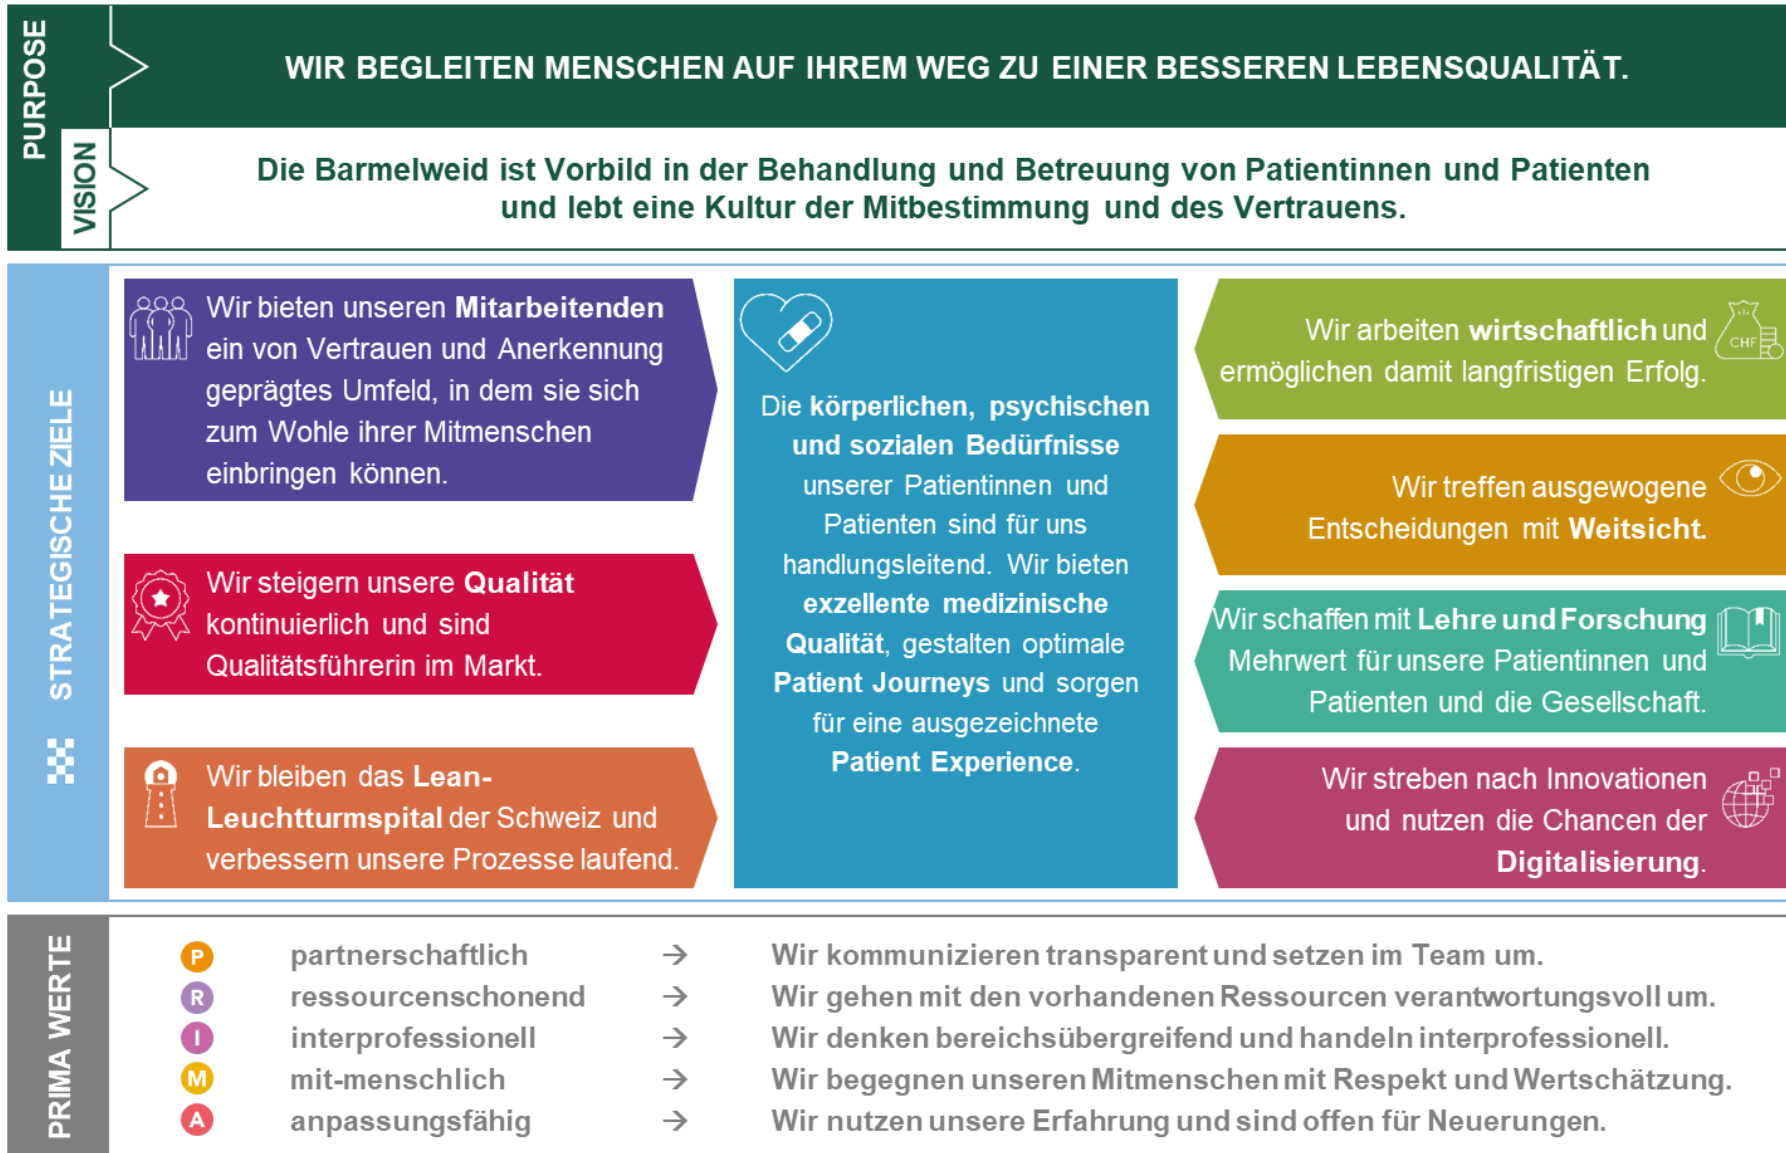 PURPOSE
WIR BEGLEITEN MENSCHEN AUF IHREM WEG ZU EINER BESSEREN LEBENSQUALITÄT.
VISION
Die Barmelweid ist Vorbild in der Behandlung und Betreuung von Patientinnen und Patienten
und lebt eine Kultur der Mitbestimmung und des Vertrauens.
STRATEGISCHE ZIELE
Wir bieten unseren Mitarbeitenden
ein von Vertrauen und Anerkennung
geprägtes Umfeld, in dem sie sich
zum Wohle ihrer Mitmenschen
einbringen können.
Wir steigern unsere Qualität
kontinuierlich und sind
Qualitätsführerin im Markt.
Wir bleiben das Lean-
Leuchtturmspital der Schweiz und
verbessern unsere Prozesse laufend.
Die körperlichen, psychischen
und sozialen Bedürfnisse
unserer Patientinnen und
Patienten sind für uns
handlungsleitend. Wir bieten
exzellente medizinische
Qualität, gestalten optimale
Patient Journeys und sorgen
für eine ausgezeichnete
Patient Experience.
Wir arbeiten wirtschaftlich und
ermöglichen damit langfristigen Erfolg.
CHF
Wir treffen ausgewogene
Entscheidungen mit Weitsicht.
Wir schaffen mit Lehre und Forschung
Mehrwert für unsere Patientinnen und
Patienten und die Gesellschaft.
Wir streben nach Innovationen
und nutzen die Chancen der
Digitalisierung.
PRIMA WERTE
P partnerschaftlich → Wir kommunizieren transparent und setzen im Team um.
R ressourcenschonend → Wir gehen mit den vorhandenen Ressourcen verantwortungsvoll um.
I interprofessionell → Wir denken bereichsübergreifend und handeln interprofessionell.
M mit-menschlich → Wir begegnen unseren Mitmenschen mit Respekt und Wertschätzung.
A anpassungsfähig → Wir nutzen unsere Erfahrung und sind offen für Neuerungen.